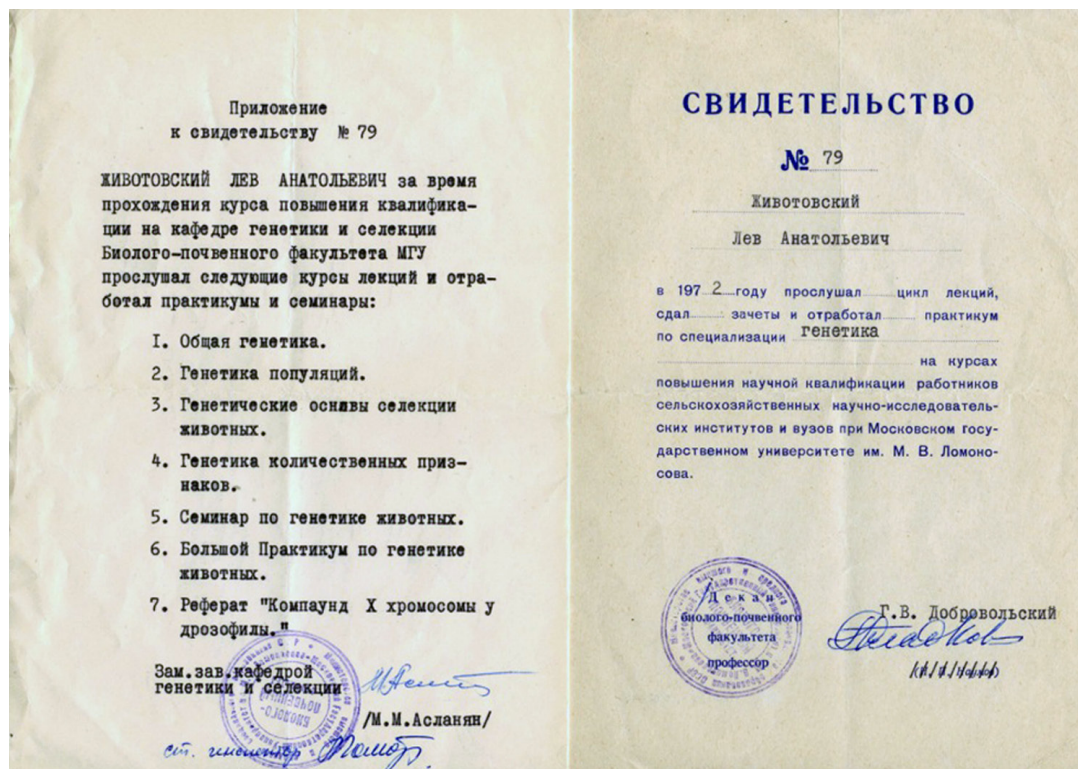 Приложение
к свидетельству № 79
ЖИВОТОВСКИЙ ЛЕВ АНАТОЛЬЕВИЧ за время
прохождения курса повышения квалифика-
ции на кафедре генетики и селекции
Биолого-почвенного факультета МГУ
прослушал следующие курсы лекций и отра-
ботал практикумы и семинары:
I. Общая генетика.
2. Генетика популяций.
3. Генетические основы селекции
животных.
4. Генетика количественных приз-
наков.
5. Семинар по генетике животных.
6. Большой Практикум по генетике
животных.
7. Реферат "Компаунд X хромосомы у
дрозофилы."
Зам.зав.кафедрой
генетики и селекции
/М.М.Асланян/
ст. инспектор
СВИДЕТЕЛЬСТВО
№ 79
Животовский
Лев Анатольевич
в 1972 году прослушал цикл лекций,
сдал зачеты и отработал практикум
по специализации генетика
на курсах
повышения научной квалификации работников
сельскохозяйственных научно-исследователь-
ских институтов и вузов при Московском госу-
дарственном университете им. М. В. Ломоно-
сова.
Декан
биолого-почвенного
факультета
профессор
Г.В. Добровольский